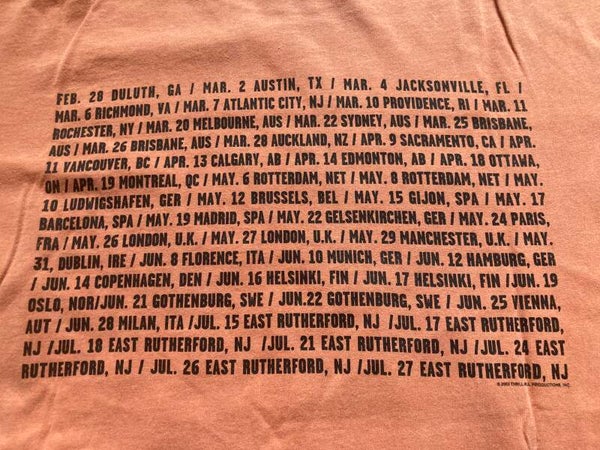 FEB. 28 DULUTH, GA / MAR. 2 AUSTIN, TX / MAR. 4 JACKSONVILLE, FL /
MAR. 6 RICHMOND, VA / MAR. 7 ATLANTIC CITY, NJ / MAR. 10 PROVIDENCE, RI / MAR. 11
ROCHESTER, NY / MAR. 20 MELBOURNE, AUS / MAR. 22 SYDNEY, AUS / MAR. 25 BRISBANE,
AUS / MAR. 26 BRISBANE, AUS / MAR. 28 AUCKLAND, NZ / APR. 9 SACRAMENTO, CA / APR.
11 VANCOUVER, BC / APR. 13 CALGARY, AB / APR. 14 EDMONTON, AB / APR. 18 OTTAWA,
ON / APR. 19 MONTREAL, QC / MAY. 6 ROTTERDAM, NET / MAY. 8 ROTTERDAM, NET / MAY.
10 LUDWIGSHAFEN, GER / MAY. 12 BRUSSELS, BEL / MAY. 15 GIJON, SPA / MAY. 17
BARCELONA, SPA / MAY. 19 MADRID, SPA / MAY. 22 GELSENKIRCHEN, GER / MAY. 24 PARIS,
FRA / MAY. 26 LONDON, U.K. / MAY. 27 LONDON, U.K. / MAY. 29 MANCHESTER, U.K. / MAY.
31, DUBLIN, IRE / JUN. 8 FLORENCE, ITA / JUN. 10 MUNICH, GER / JUN. 12 HAMBURG, GER
/ JUN. 14 COPENHAGEN, DEN / JUN. 16 HELSINKI, FIN / JUN. 17 HELSINKI, FIN /JUN. 19
OSLO, NOR/JUN. 21 GOTHENBURG, SWE / JUN.22 GOTHENBURG, SWE / JUN. 25 VIENNA,
AUT / JUN. 28 MILAN, ITA /JUL. 15 EAST RUTHERFORD, NJ /JUL. 17 EAST RUTHERFORD,
NJ /JUL. 18 EAST RUTHERFORD, NJ /JUL. 21 EAST RUTHERFORD, NJ /JUL. 24 EAST
RUTHERFORD, NJ / JUL. 26 EAST RUTHERFORD, NJ /JUL. 27 EAST RUTHERFORD, NJ
© 2003 THRILL HILL PRODUCTIONS, INC.